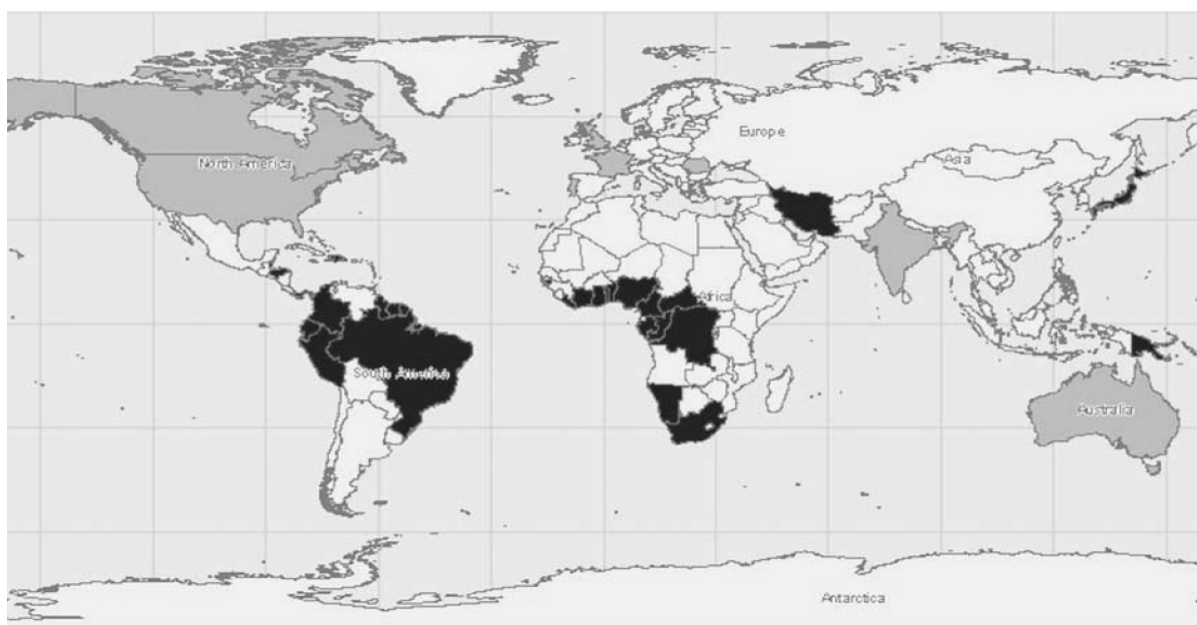 Europe
Asia
North America
Africa
South America
Australia
Antarctica